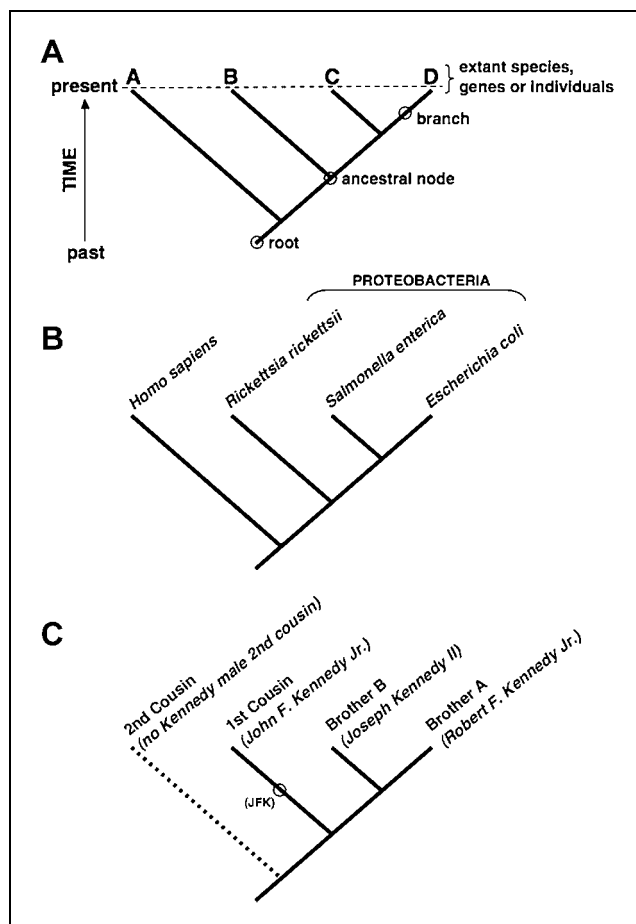 A
present
A B C D
extant species,
genes or individuals
branch
TIME
ancestral node
past
root
PROTEOBACTERIA
B
Homo sapiens
Rickettsia rickettsii
Salmonella enterica
Escherichia coli
C
2nd Cousin
(no Kennedy male 2nd cousin)
1st Cousin
(John F. Kennedy Jr.)
Brother B
(Joseph Kennedy II)
Brother A
(Robert F. Kennedy Jr.)
(JFK)